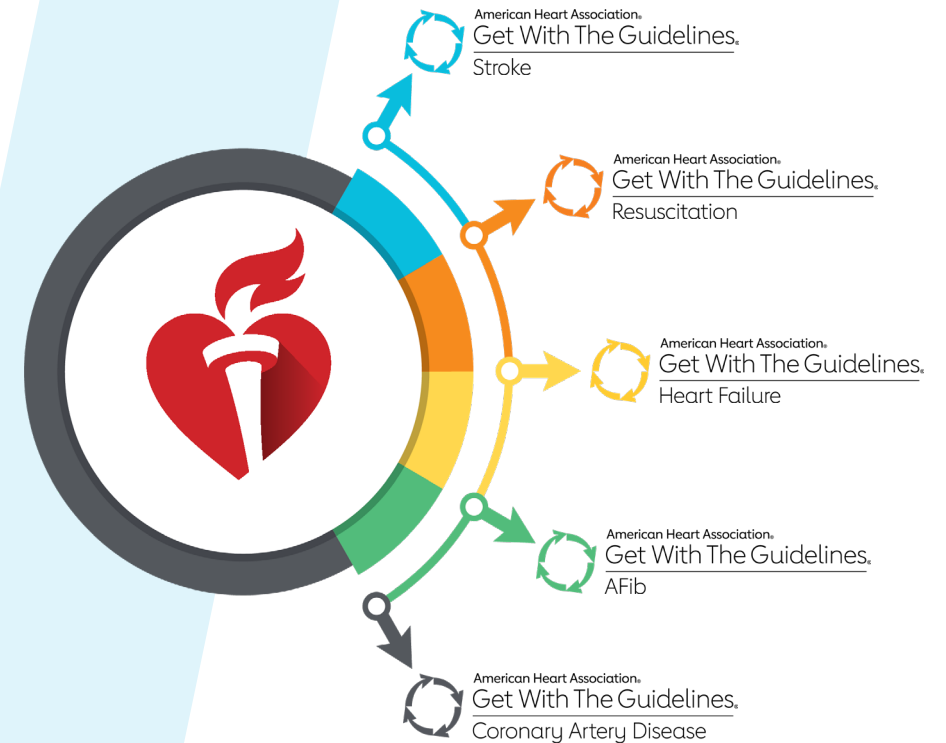 American Heart Association®
Get With The Guidelines®
Stroke
American Heart Association®
Get With The Guidelines®
Resuscitation
American Heart Association®
Get With The Guidelines®
Heart Failure
American Heart Association®
Get With The Guidelines®
AFib
American Heart Association®
Get With The Guidelines®
Coronary Artery Disease